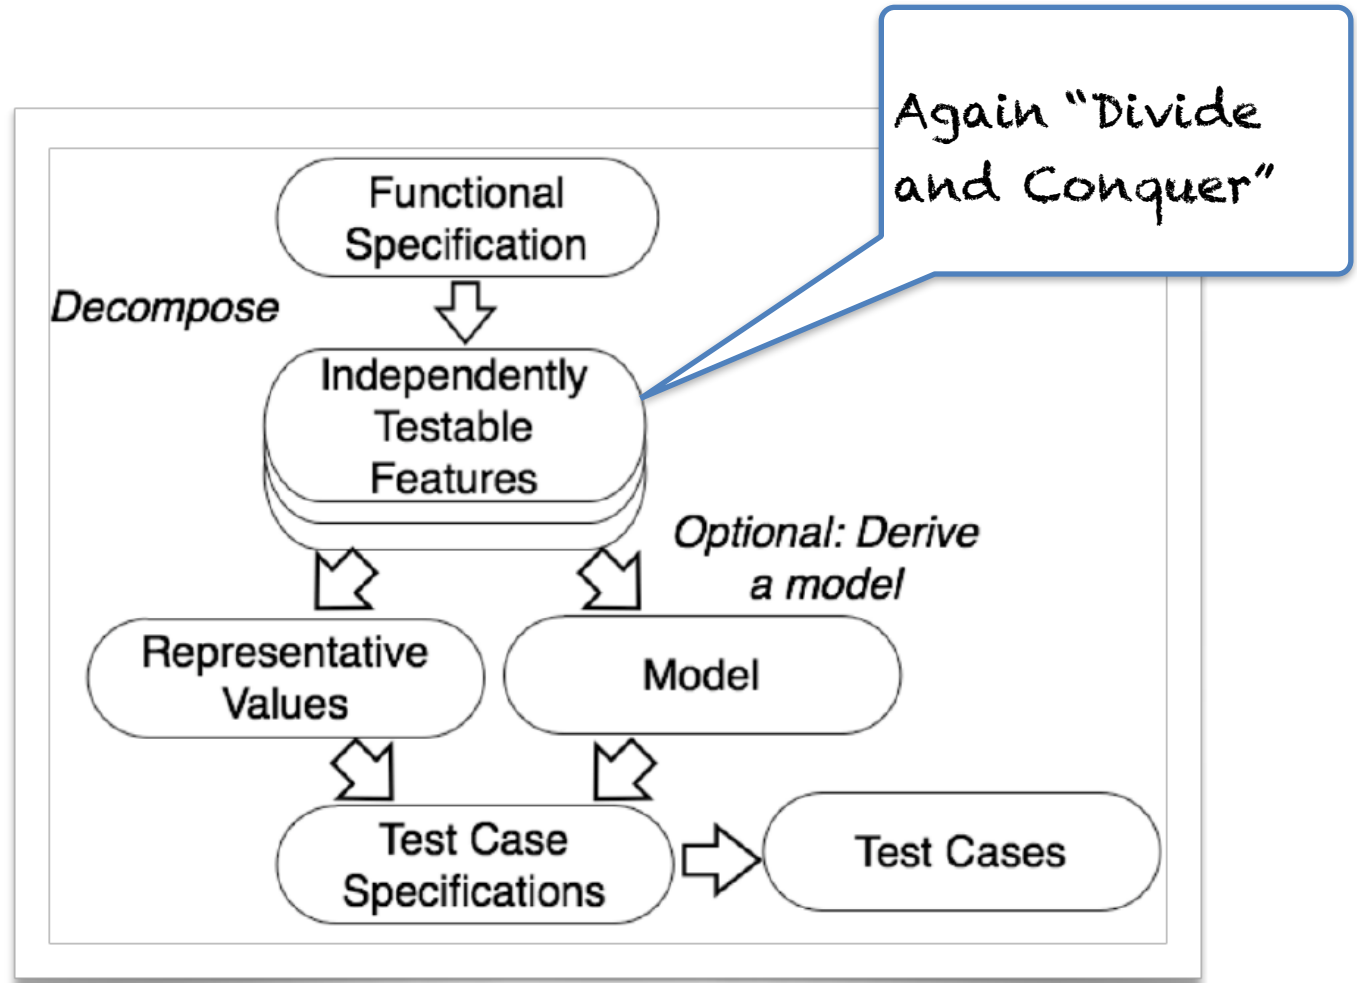 Again “Divide
and Conquer”
Functional
Specification
Decompose
Independently
Testable
Features
Optional: Derive
a model
Representative
Values
Model
Test Case
Specifications
Test Cases